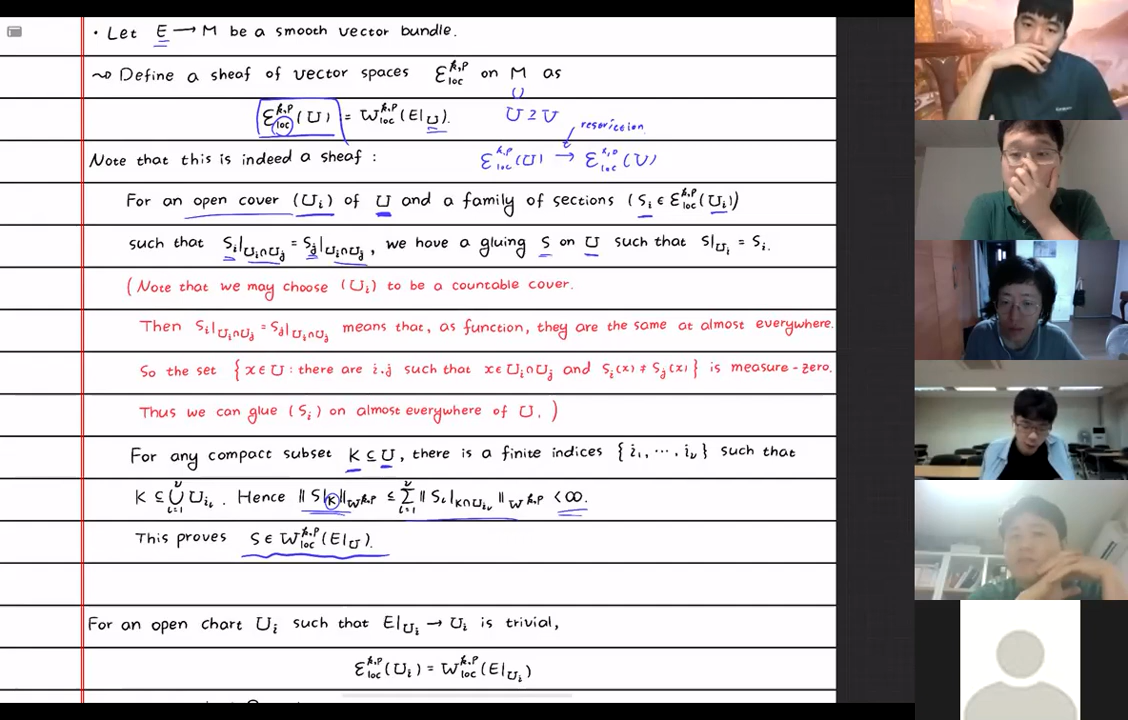 · Let E → M be a smooth vector bundle.
⇝ Define a sheaf of vector spaces ℰ^{k,p}_{loc} on M as
ℰ^{k,p}_{loc}(U) = W^{k,p}_{loc}(E|_U). U ⊇ V
restriction
Note that this is indeed a sheaf : ℰ^{k,p}_{loc}(U) → ℰ^{k,p}_{loc}(V)
For an open cover (U_i) of U and a family of sections (S_i ∈ ℰ^{k,p}_{loc}(U_i))
such that S_i|_{U_i∩U_j} = S_j|_{U_i∩U_j}, we have a gluing S on U such that S|_{U_i} = S_i.
(Note that we may choose (U_i) to be a countable cover.
Then S_i|_{U_i∩U_j} = S_j|_{U_i∩U_j} means that, as function, they are the same at almost everywhere.
So the set {x ∈ U : there are i.j such that x ∈ U_i∩U_j and S_i(x) ≠ S_j(x)} is measure-zero.
Thus we can glue (S_i) on almost everywhere of U. )
For any compact subset K ⊆ U, there is a finite indices {i_1, ⋯, i_ν} such that
K ⊆ ⋃_{l=1}^{ν} U_{i_l}. Hence ‖S|_K‖_{W^{k,p}} ≤ Σ_{l=1}^{ν} ‖S_i|_{K∩U_{i_ν}}‖_{W^{k,p}} < ∞.
This proves S ∈ W^{k,p}_{loc}(E|_U).
For an open chart U_i such that E|_{U_i} → U_i is trivial,
ℰ^{k,p}_{loc}(U_i) = W^{k,p}_{loc}(E|_{U_i})